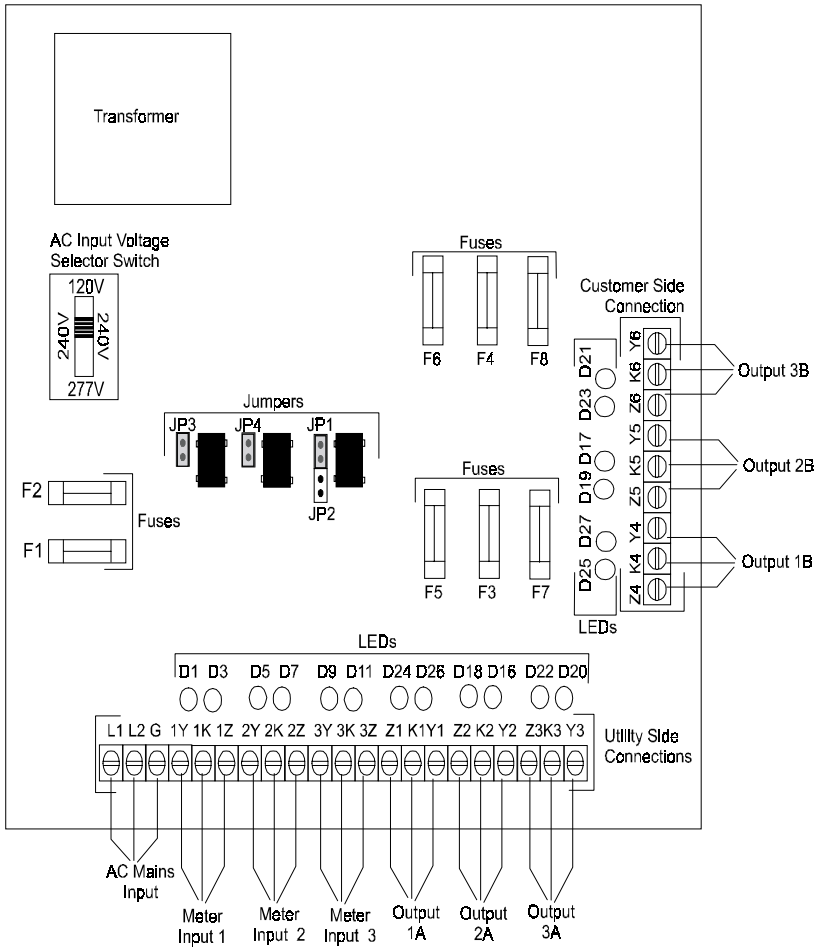 Transformer
AC Input Voltage
Selector Switch
120V
240V
240V
277V
Fuses
F6 F4 F8
Customer Side
Connection
Y6
K6
Z6
Y5
K5
Z5
Y4
K4
Z4
Output 3B
Output 2B
Output 1B
D21
D23
D17
D19
D27
D25
LEDs
Jumpers
JP3 JP4 JP1
JP2
F2
F1
Fuses
Fuses
F5 F3 F7
LEDs
D1 D3 D5 D7 D9 D11 D24 D26 D18 D16 D22 D20
L1 L2 G 1Y 1K 1Z 2Y 2K 2Z 3Y 3K 3Z Z1 K1 Y1 Z2 K2 Y2 Z3 K3 Y3
Utility Side
Connections
AC Mains
Input
Meter
Input 1
Meter
Input 2
Meter
Input 3
Output
1A
Output
2A
Output
3A